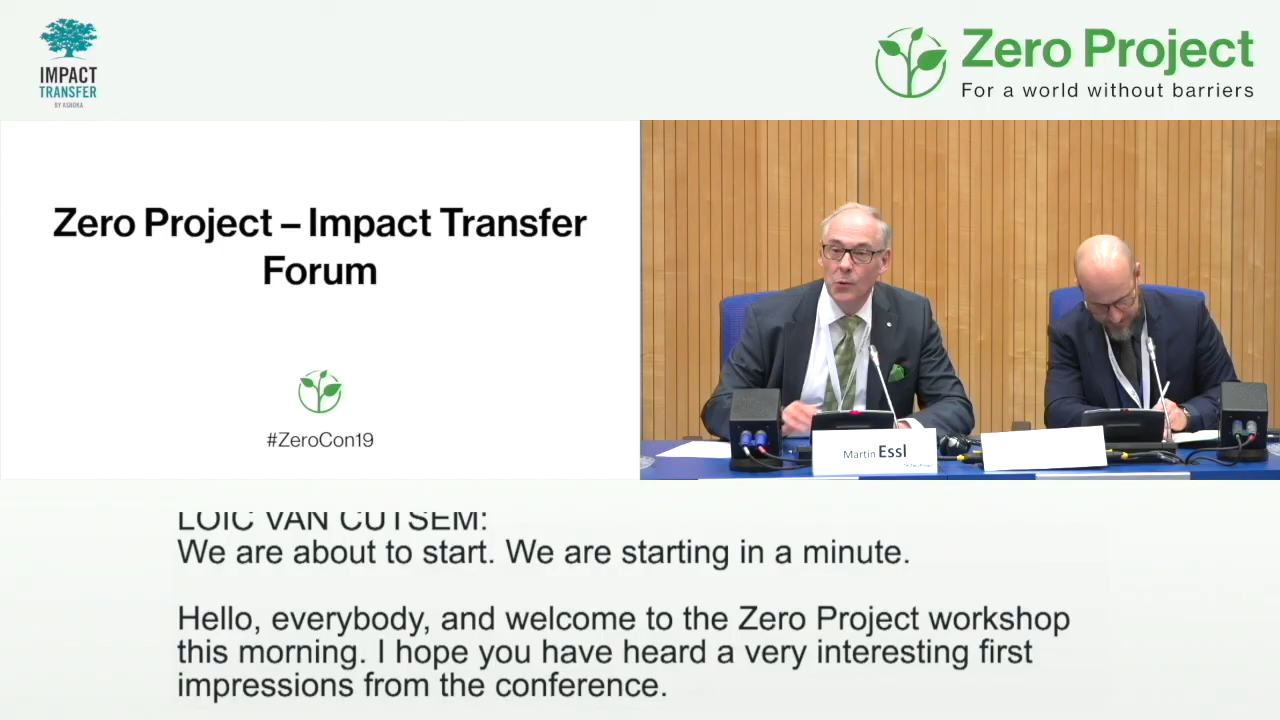 IMPACT
TRANSFER
BY ASHOKA
Zero Project
For a world without barriers
Zero Project – Impact Transfer
Forum
#ZeroCon19
Martin Essl
LOIC VAN CUTSEM:
We are about to start. We are starting in a minute.
Hello, everybody, and welcome to the Zero Project workshop
this morning. I hope you have heard a very interesting first
impressions from the conference.